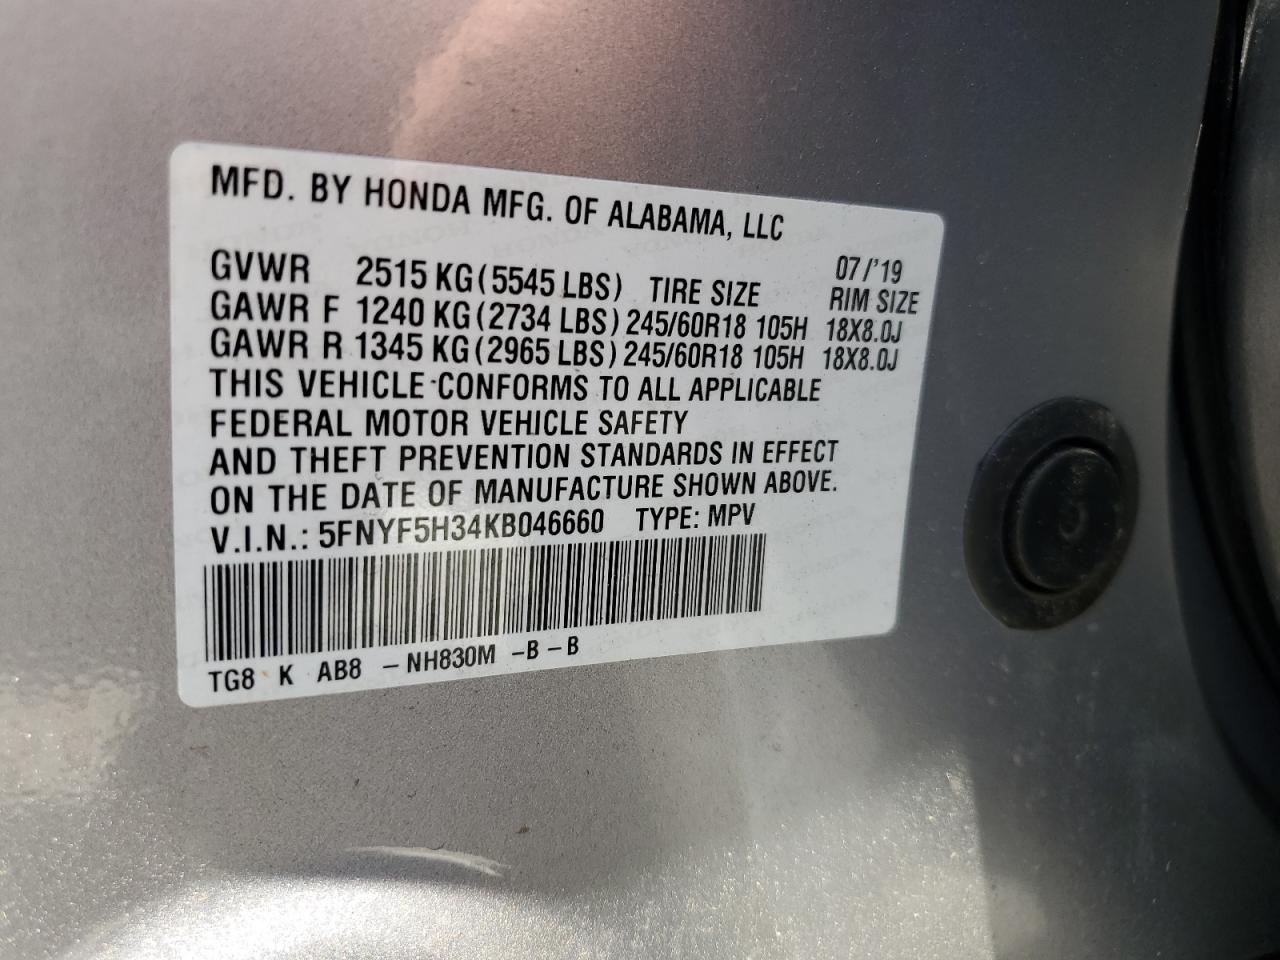 MFD. BY HONDA MFG. OF ALABAMA, LLC
07/'19
GVWR 2515 KG (5545 LBS) TIRE SIZE RIM SIZE
GAWR F 1240 KG (2734 LBS) 245/60R18 105H 18X8.0J
GAWR R 1345 KG (2965 LBS) 245/60R18 105H 18X8.0J
THIS VEHICLE CONFORMS TO ALL APPLICABLE
FEDERAL MOTOR VEHICLE SAFETY
AND THEFT PREVENTION STANDARDS IN EFFECT
ON THE DATE OF MANUFACTURE SHOWN ABOVE.
V.I.N.: 5FNYF5H34KB046660 TYPE: MPV
TG8 K AB8 -NH830M -B-B